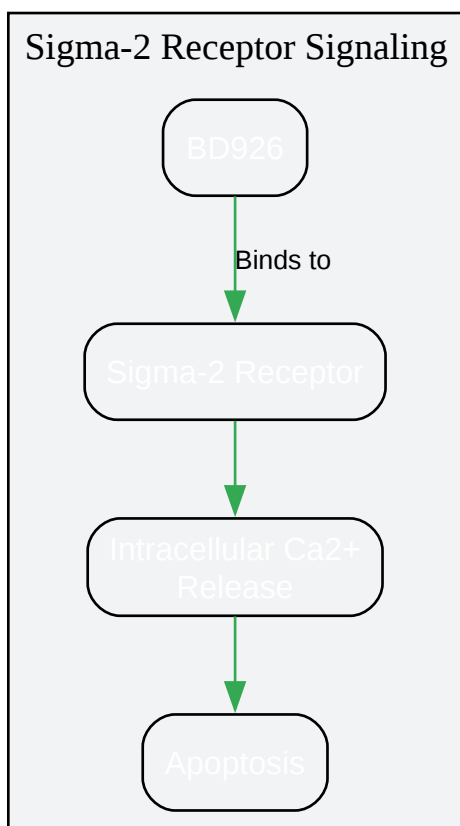 Sigma-2 Receptor Signaling
BD926
Binds to
Sigma-2 Receptor
Intracellular Ca2+
Release
Apoptosis